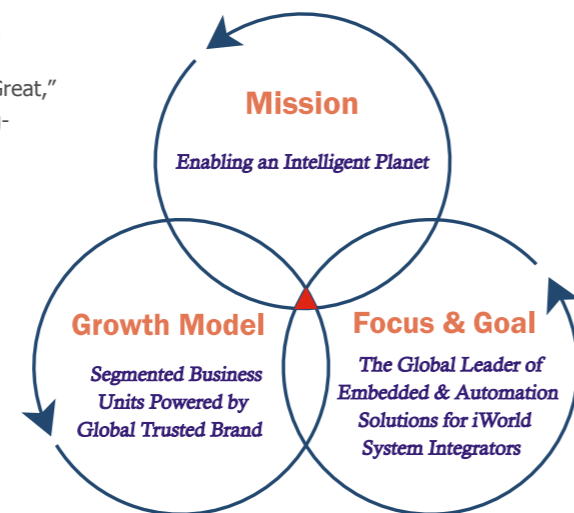 Great,”
Mission
Enabling an Intelligent Planet
Growth Model
Segmented Business
Units Powered by
Global Trusted Brand
Focus & Goal
The Global Leader of
Embedded & Automation
Solutions for iWorld
System Integrators